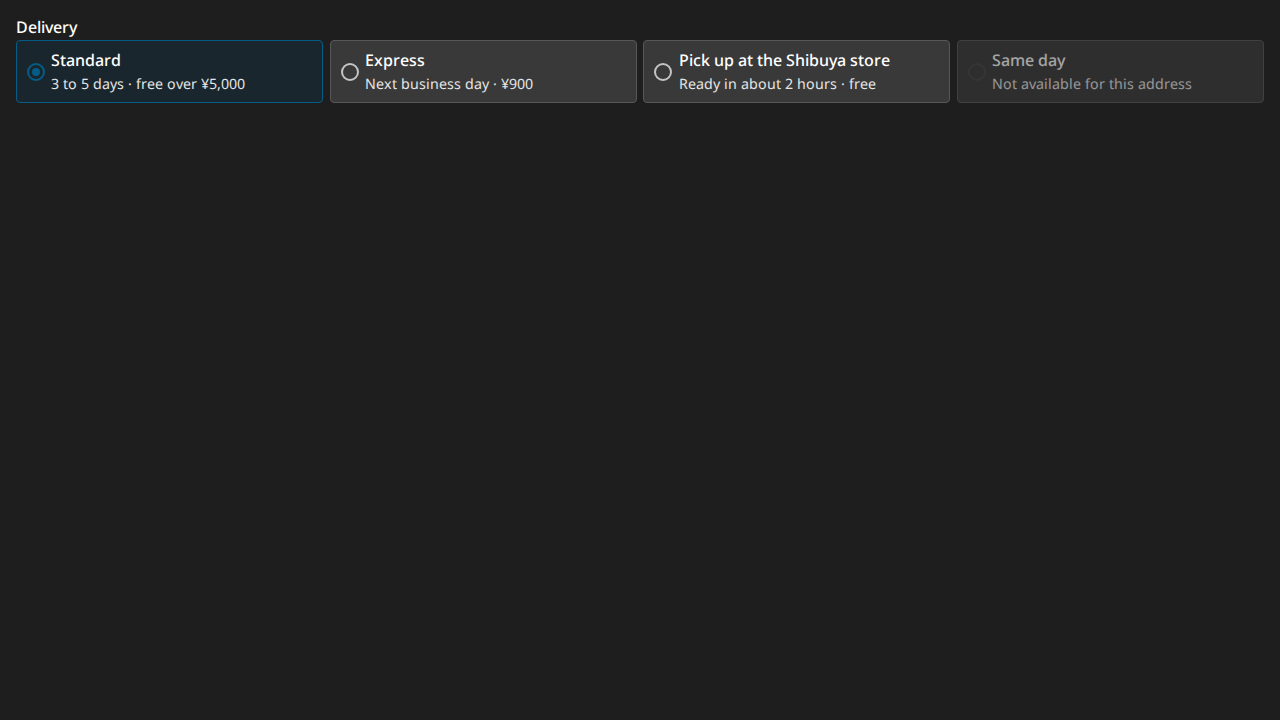 Delivery
Standard
3 to 5 days · free over ¥5,000
Express
Next business day · ¥900
Pick up at the Shibuya store
Ready in about 2 hours · free
Same day
Not available for this address